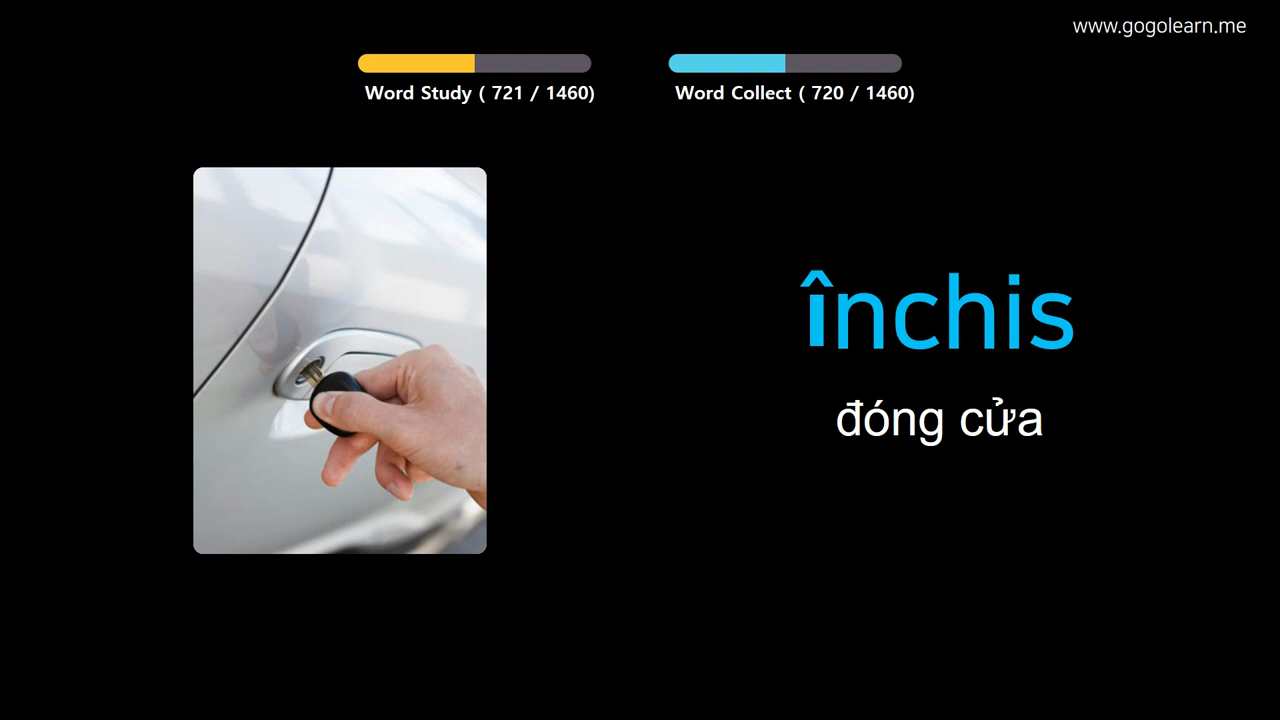 www.gogolearn.me
Word Study ( 721 / 1460)
Word Collect ( 720 / 1460)
închis
đóng cửa